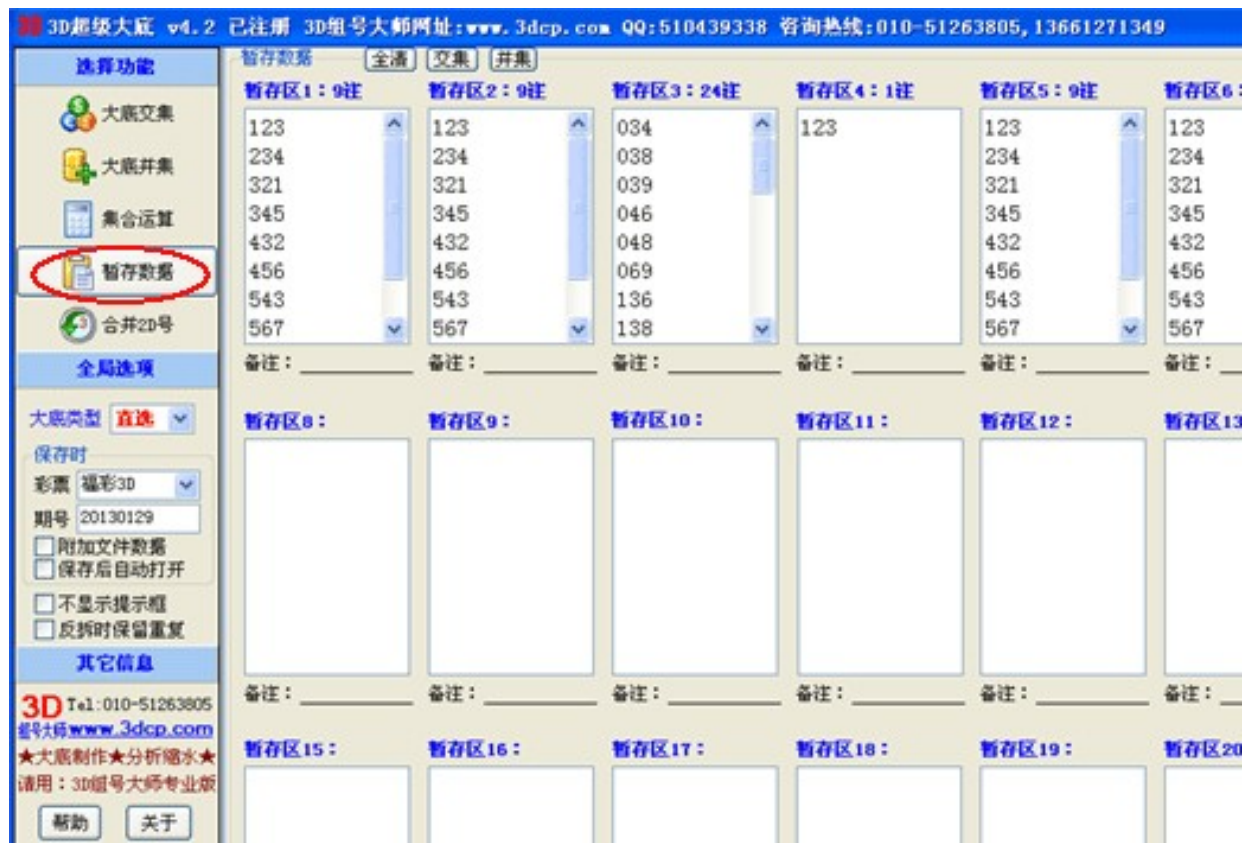 3D超级大底 v4.2 已注册 3D组号大师网址:www.3dcp.com QQ:510439338 咨询热线:010-51263805,13661271349
选择功能
大底交集
大底并集
集合运算
暂存数据
合并2D号
全局选项
大底类型 直选
保存时
彩票 福彩3D
期号 20130129
附加文件数据
保存后自动打开
不显示提示框
反拆时保留重复
其它信息
3D Tel:010-51263805
组号大师www.3dcp.com
★大底制作★分析缩水★
请用：3D组号大师专业版
帮助 关于
暂存数据 全清 交集 并集
暂存区1：9注 暂存区2：9注 暂存区3：24注 暂存区4：1注 暂存区5：9注 暂存区6：
123 123 034 123 123 123
234 234 038 234 234
321 321 039 321 321
345 345 046 345 345
432 432 048 432 432
456 456 069 456 456
543 543 136 543 543
567 567 138 567 567
备注： 备注： 备注： 备注： 备注： 备注：
暂存区8： 暂存区9： 暂存区10： 暂存区11： 暂存区12： 暂存区13
备注： 备注： 备注： 备注： 备注： 备注：
暂存区15： 暂存区16： 暂存区17： 暂存区18： 暂存区19： 暂存区20